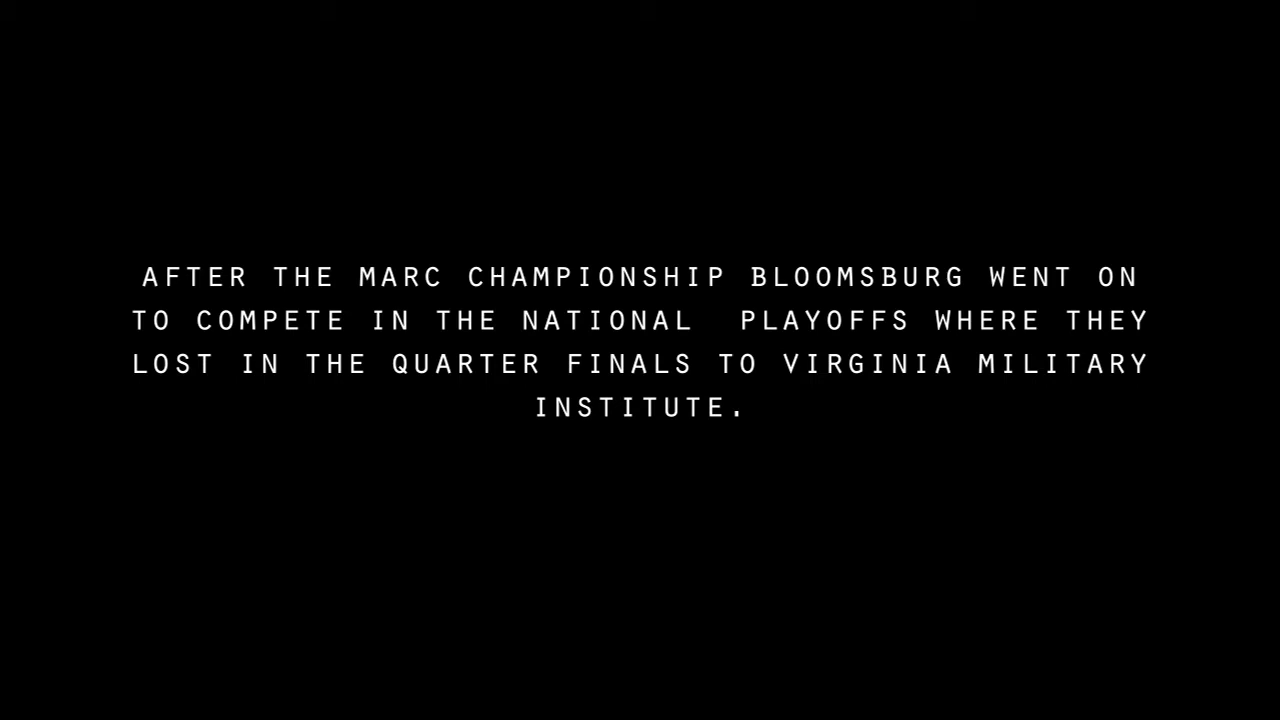 AFTER THE MARC CHAMPIONSHIP BLOOMSBURG WENT ON
TO COMPETE IN THE NATIONAL  PLAYOFFS WHERE THEY
LOST IN THE QUARTER FINALS TO VIRGINIA MILITARY
INSTITUTE.